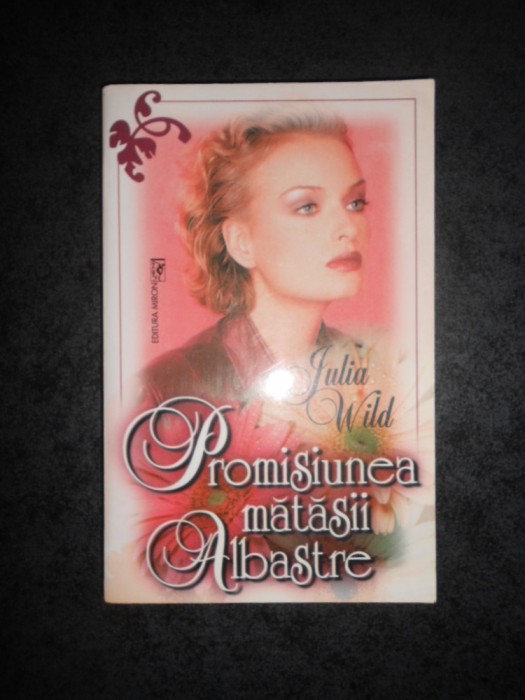 EDITURA MIRON
Julia
Wild
Promisiunea
mătăsii
Albastre